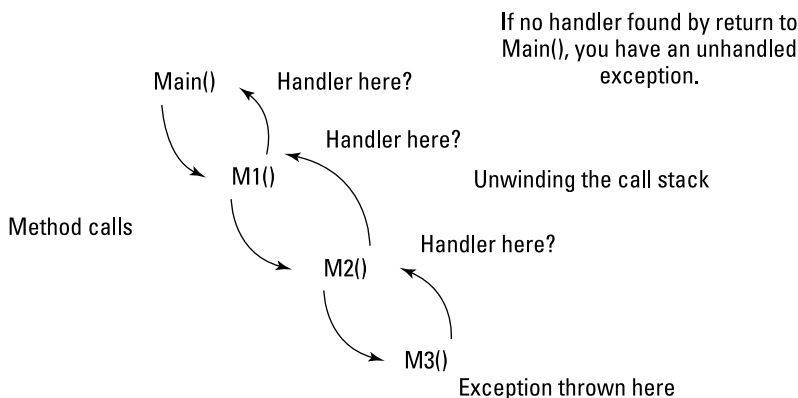 If no handler found by return to
Main(), you have an unhandled
exception.
Main()
Handler here?
Handler here?
M1()
Unwinding the call stack
Method calls
Handler here?
M2()
M3()
Exception thrown here